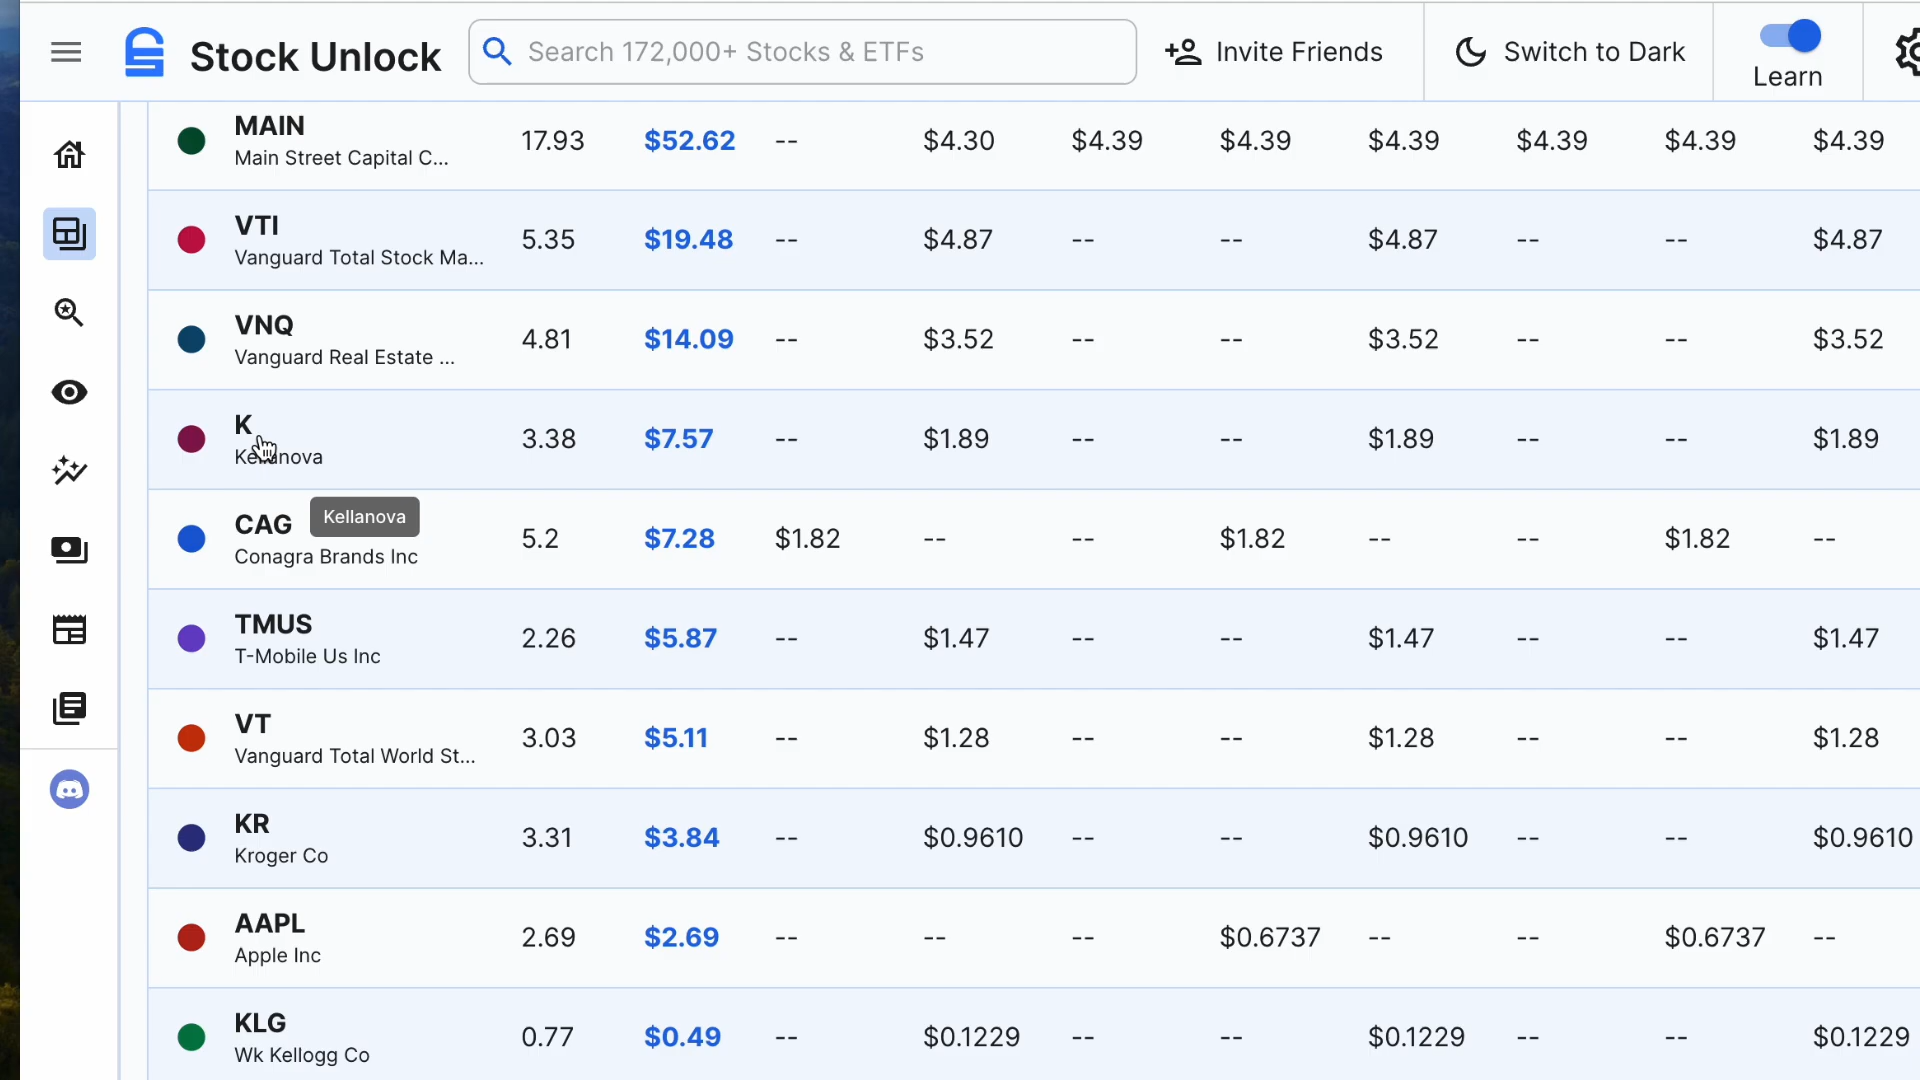 Stock Unlock
Search 172,000+ Stocks & ETFs
Invite Friends
Switch to Dark
Learn
MAIN
Main Street Capital C...
17.93 $52.62 -- $4.30 $4.39 $4.39 $4.39 $4.39 $4.39 $4.39
VTI
Vanguard Total Stock Ma...
5.35 $19.48 -- $4.87 -- -- $4.87 -- -- $4.87
VNQ
Vanguard Real Estate ...
4.81 $14.09 -- $3.52 -- -- $3.52 -- -- $3.52
K
Kellanova
3.38 $7.57 -- $1.89 -- -- $1.89 -- -- $1.89
Kellanova
CAG
Conagra Brands Inc
5.2 $7.28 $1.82 -- -- $1.82 -- -- $1.82 --
TMUS
T-Mobile Us Inc
2.26 $5.87 -- $1.47 -- -- $1.47 -- -- $1.47
VT
Vanguard Total World St...
3.03 $5.11 -- $1.28 -- -- $1.28 -- -- $1.28
KR
Kroger Co
3.31 $3.84 -- $0.9610 -- -- $0.9610 -- -- $0.9610
AAPL
Apple Inc
2.69 $2.69 -- -- -- $0.6737 -- -- $0.6737 --
KLG
Wk Kellogg Co
0.77 $0.49 -- $0.1229 -- -- $0.1229 -- -- $0.1229